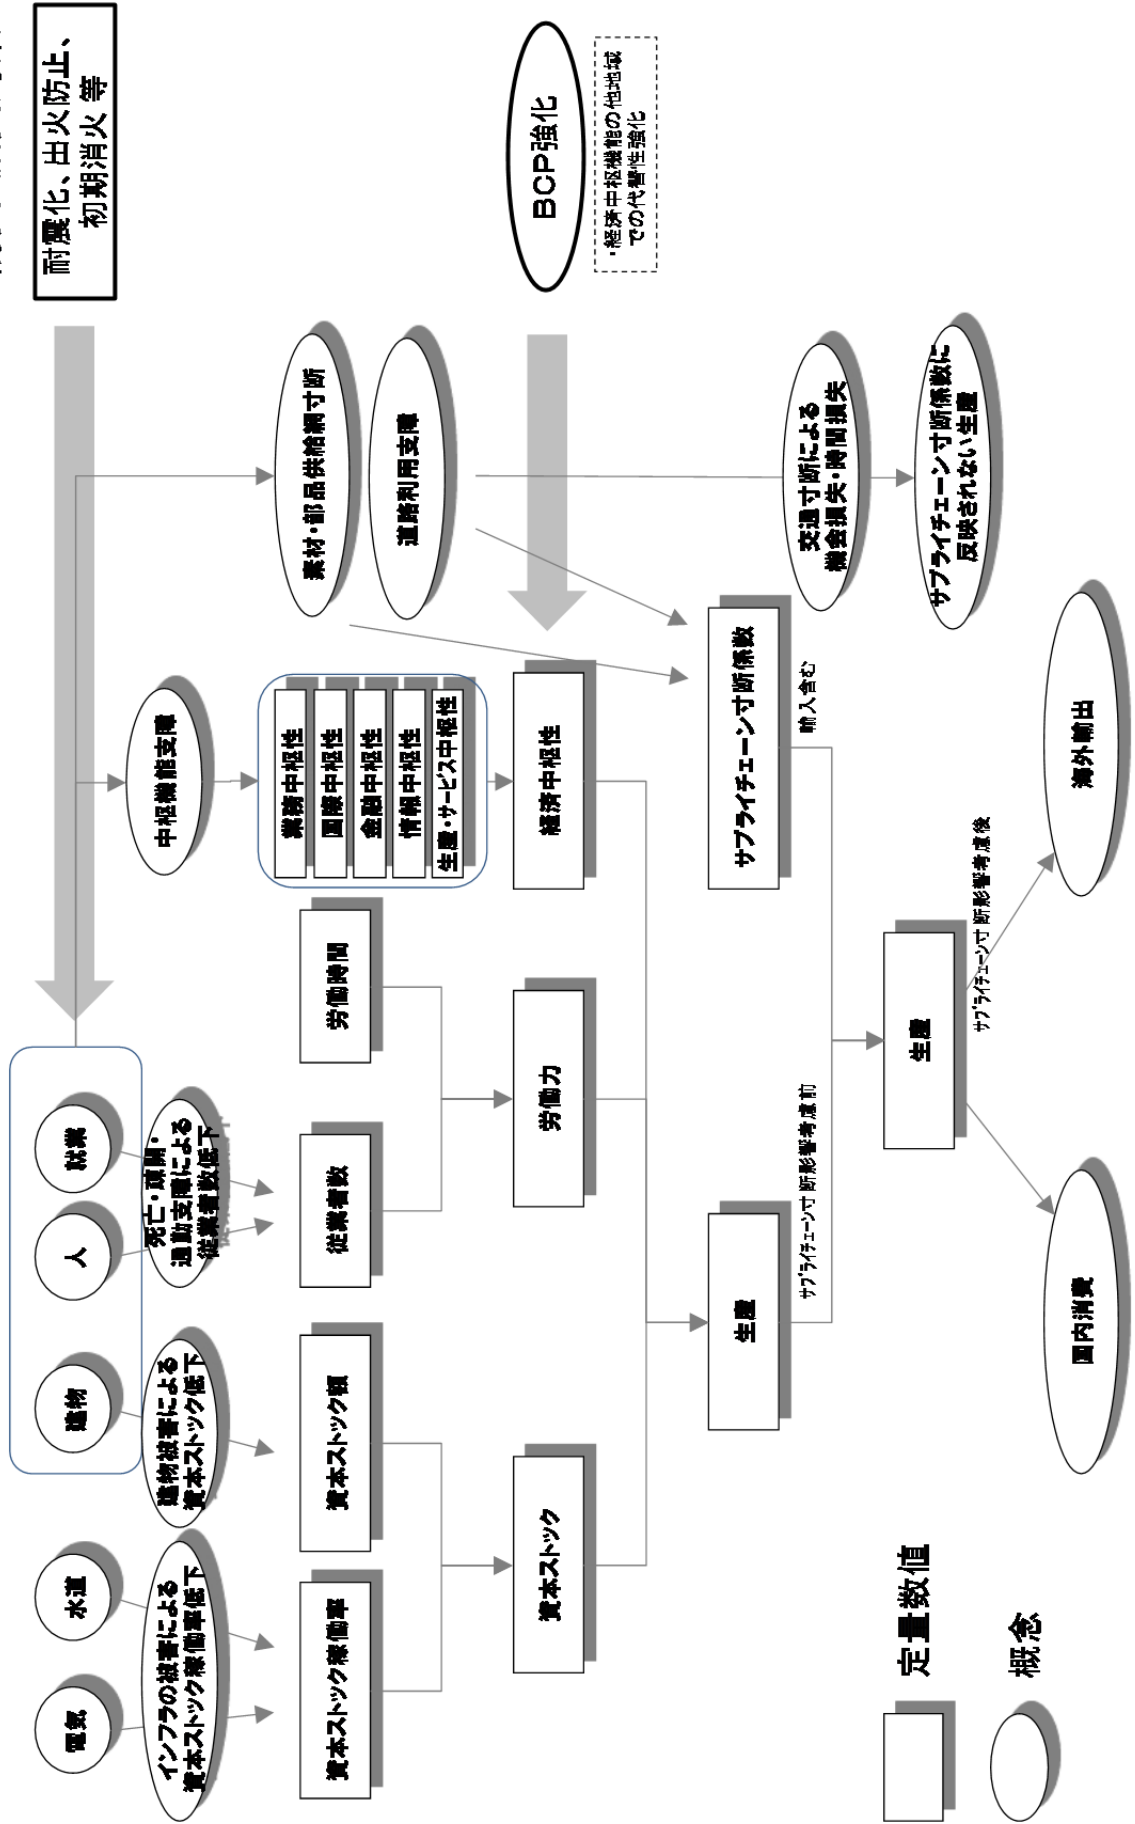 耐震化、出火防止、
初期消火 等
電気
水道
建物
人
就業
インフラの被害による
資本ストック稼働率低下
建物被害による
資本ストック低下
死亡・疎開・
通勤支障による
従業者数低下
中枢機能支障
資本ストック稼働率
資本ストック額
従業者数
労働時間
業務中枢性
国際中枢性
金融中枢性
情報中枢性
生産・サービス中枢性
素材・部品供給網寸断
道路利用支障
BCP強化
・経済中枢機能の他地域
での代替性強化
資本ストック
労働力
経済中枢性
生産
サプライチェーン寸断影響考慮前
サプライチェーン寸断係数
輸入含む
交通寸断による
機会損失・時間損失
サプライチェーン寸断係数に
反映されない生産
生産
サプライチェーン寸断影響考慮後
国内消費
海外輸出
定量数値
概念